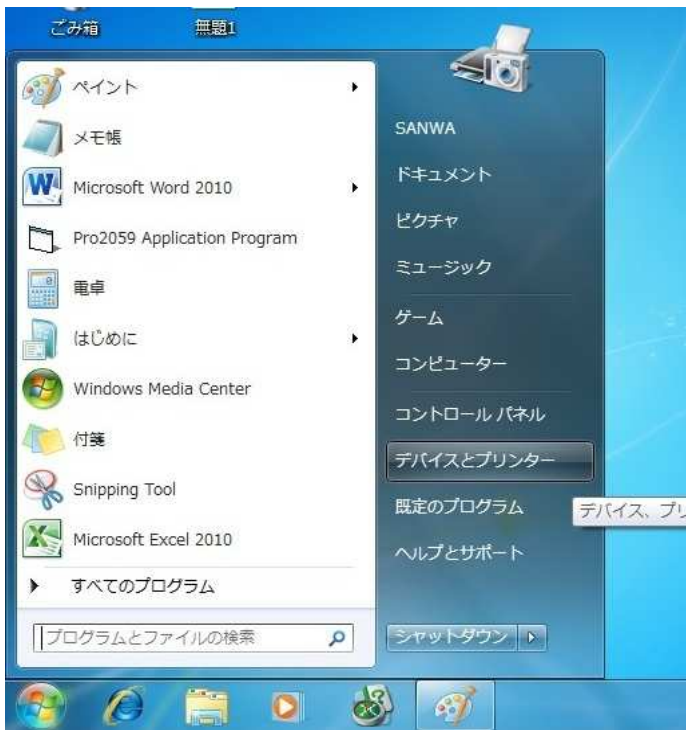 ごみ箱
無題1
ペイント
メモ帳
Microsoft Word 2010
Pro2059 Application Program
電卓
はじめに
Windows Media Center
付箋
Snipping Tool
Microsoft Excel 2010
すべてのプログラム
プログラムとファイルの検索
SANWA
ドキュメント
ピクチャ
ミュージック
ゲーム
コンピューター
コントロール パネル
デバイスとプリンター
既定のプログラム
デバイス、プリ
ヘルプとサポート
シャットダウン